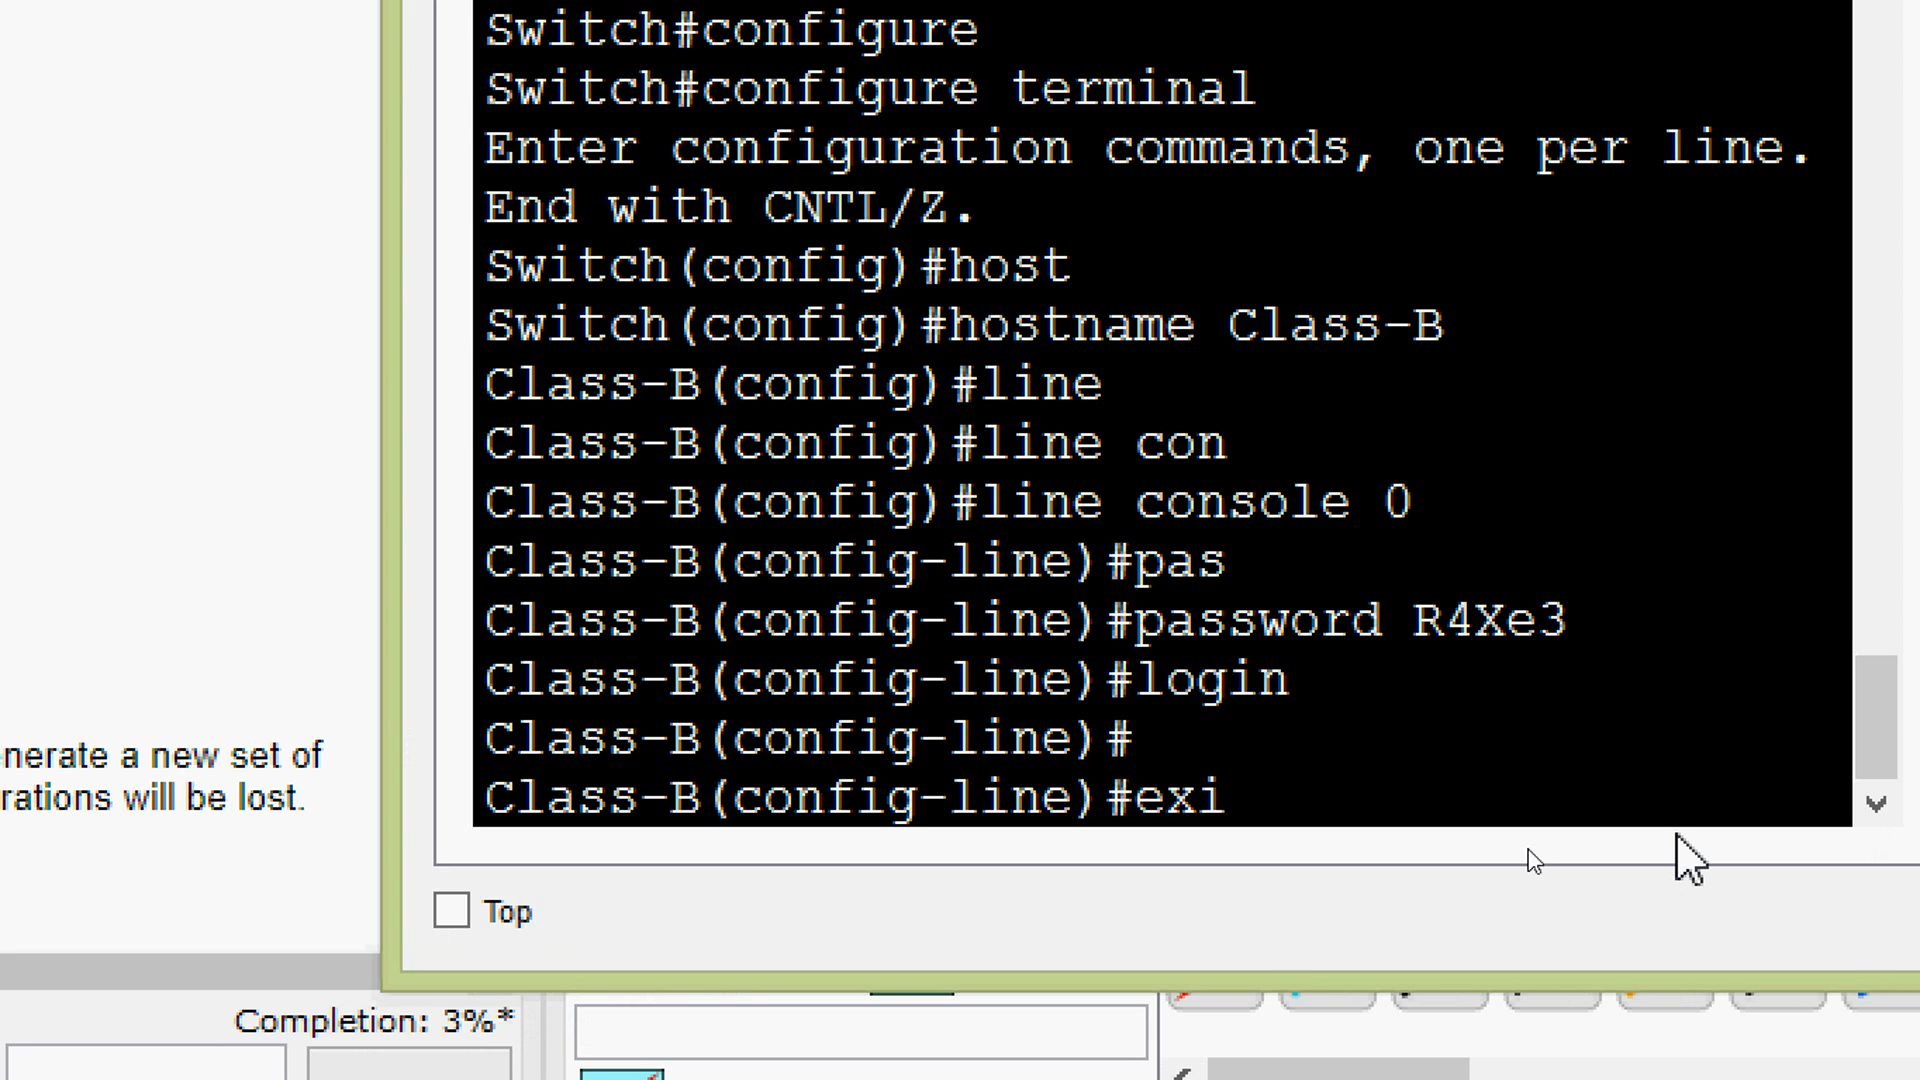 Switch#configure
Switch#configure terminal
Enter configuration commands, one per line.
End with CNTL/Z.
Switch(config)#host
Switch(config)#hostname Class-B
Class-B(config)#line
Class-B(config)#line con
Class-B(config)#line console 0
Class-B(config-line)#pas
Class-B(config-line)#password R4Xe3
Class-B(config-line)#login
Class-B(config-line)#
Class-B(config-line)#exi
nerate a new set of
rations will be lost.
Top
Completion: 3%*